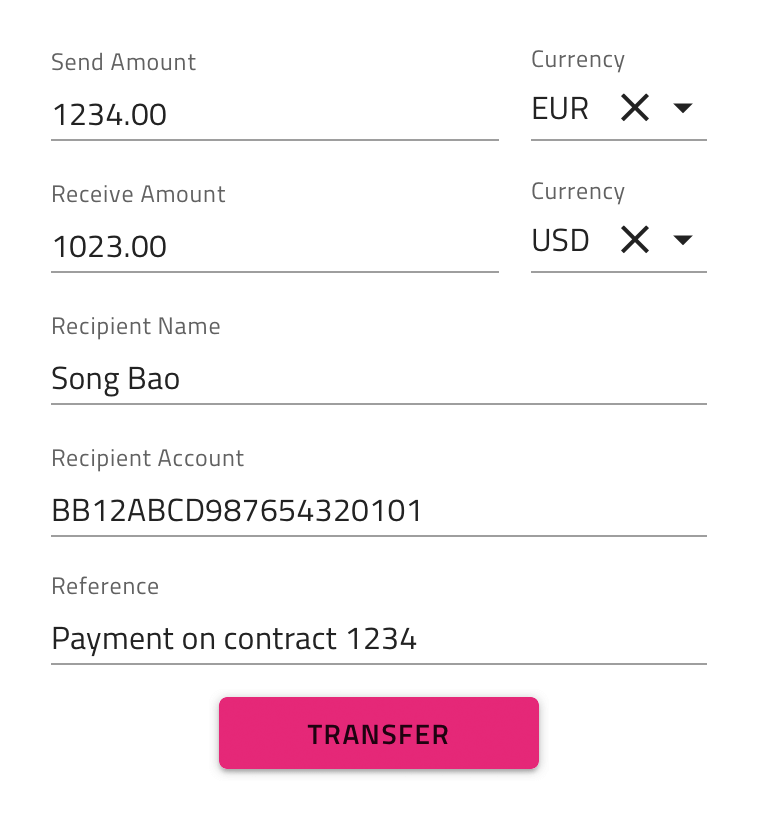 Send Amount
Currency
1234.00
EUR
Receive Amount
Currency
1023.00
USD
Recipient Name
Song Bao
Recipient Account
BB12ABCD987654320101
Reference
Payment on contract 1234
TRANSFER